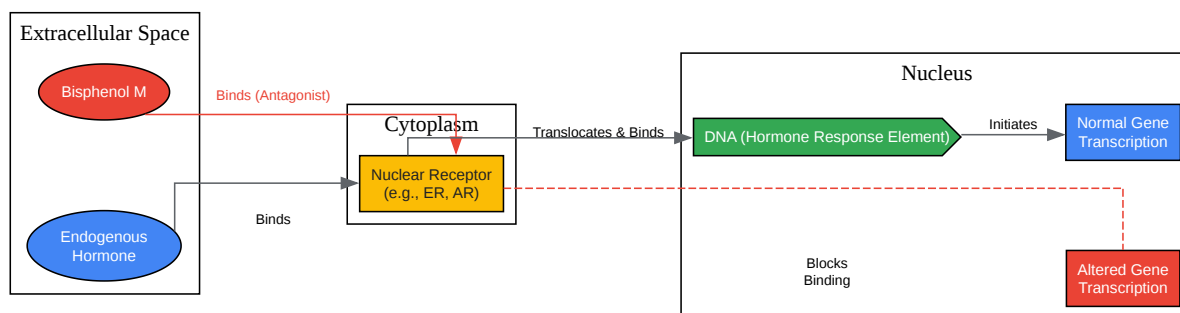 Extracellular Space
Bisphenol M
Binds (Antagonist)
Cytoplasm
Nuclear Receptor
(e.g., ER, AR)
Endogenous
Hormone
Binds
Translocates & Binds
Nucleus
DNA (Hormone Response Element)
Initiates
Normal Gene
Transcription
Blocks
Binding
Altered Gene
Transcription